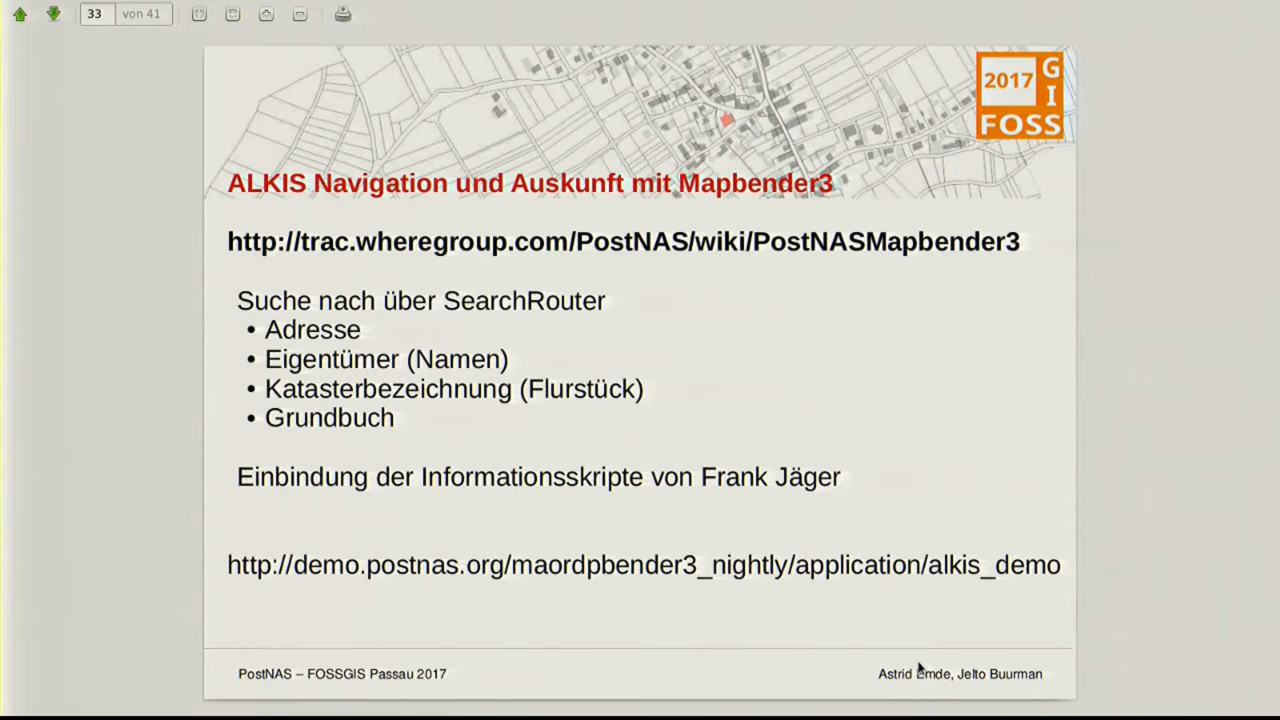 33 von 41
2017 G
I
FOSS
ALKIS Navigation und Auskunft mit Mapbender3
http://trac.wheregroup.com/PostNAS/wiki/PostNASMapbender3
Suche nach über SearchRouter
• Adresse
• Eigentümer (Namen)
• Katasterbezeichnung (Flurstück)
• Grundbuch
Einbindung der Informationsskripte von Frank Jäger
http://demo.postnas.org/maordpbender3_nightly/application/alkis_demo
PostNAS – FOSSGIS Passau 2017
Astrid Emde, Jelto Buurman